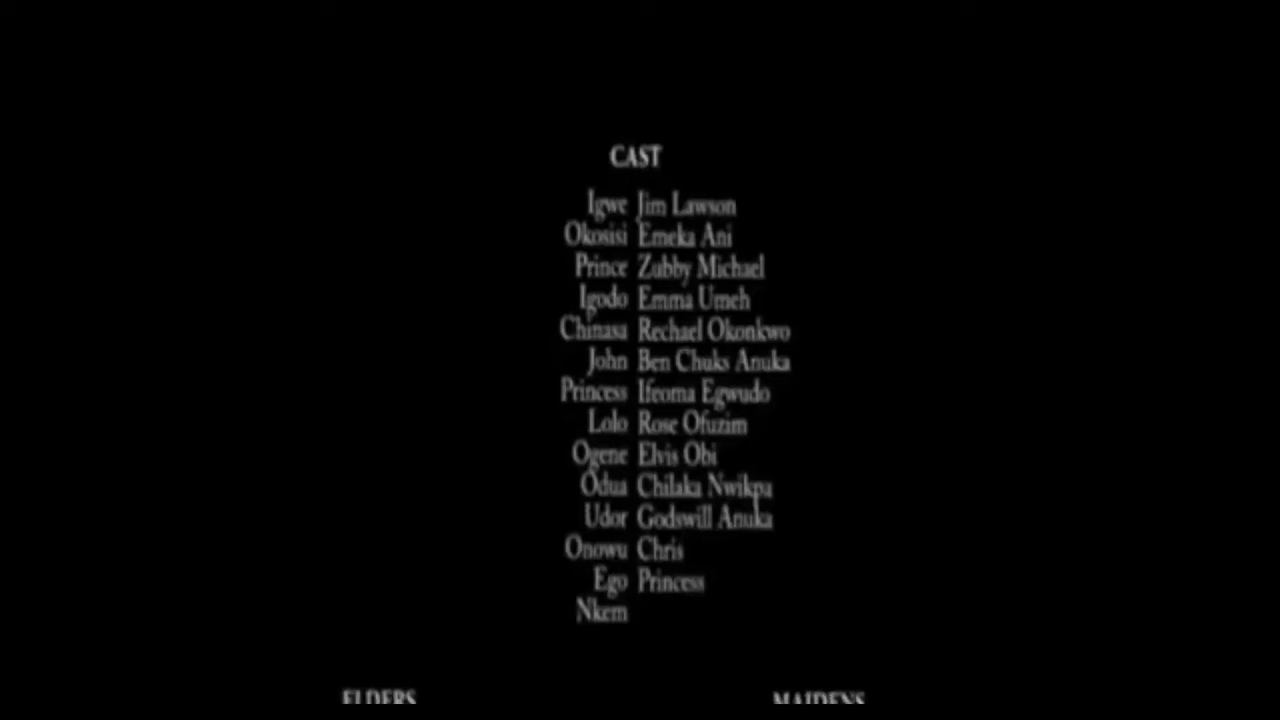 CAST
Igwe Jim Lawson
Okosisi Emeka Ani
Prince Zubby Michael
Igodo Emma Umeh
Chinasa Rechael Okonkwo
John Ben Chuks Anuka
Princess Ifeoma Egwudo
Lolo Rose Ofuzim
Ogene Elvis Obi
Odua Chilaka Nwikpa
Udor Godswill Anuka
Onowu Chris
Ego Princess
Nkem
ELDERS MAIDENS